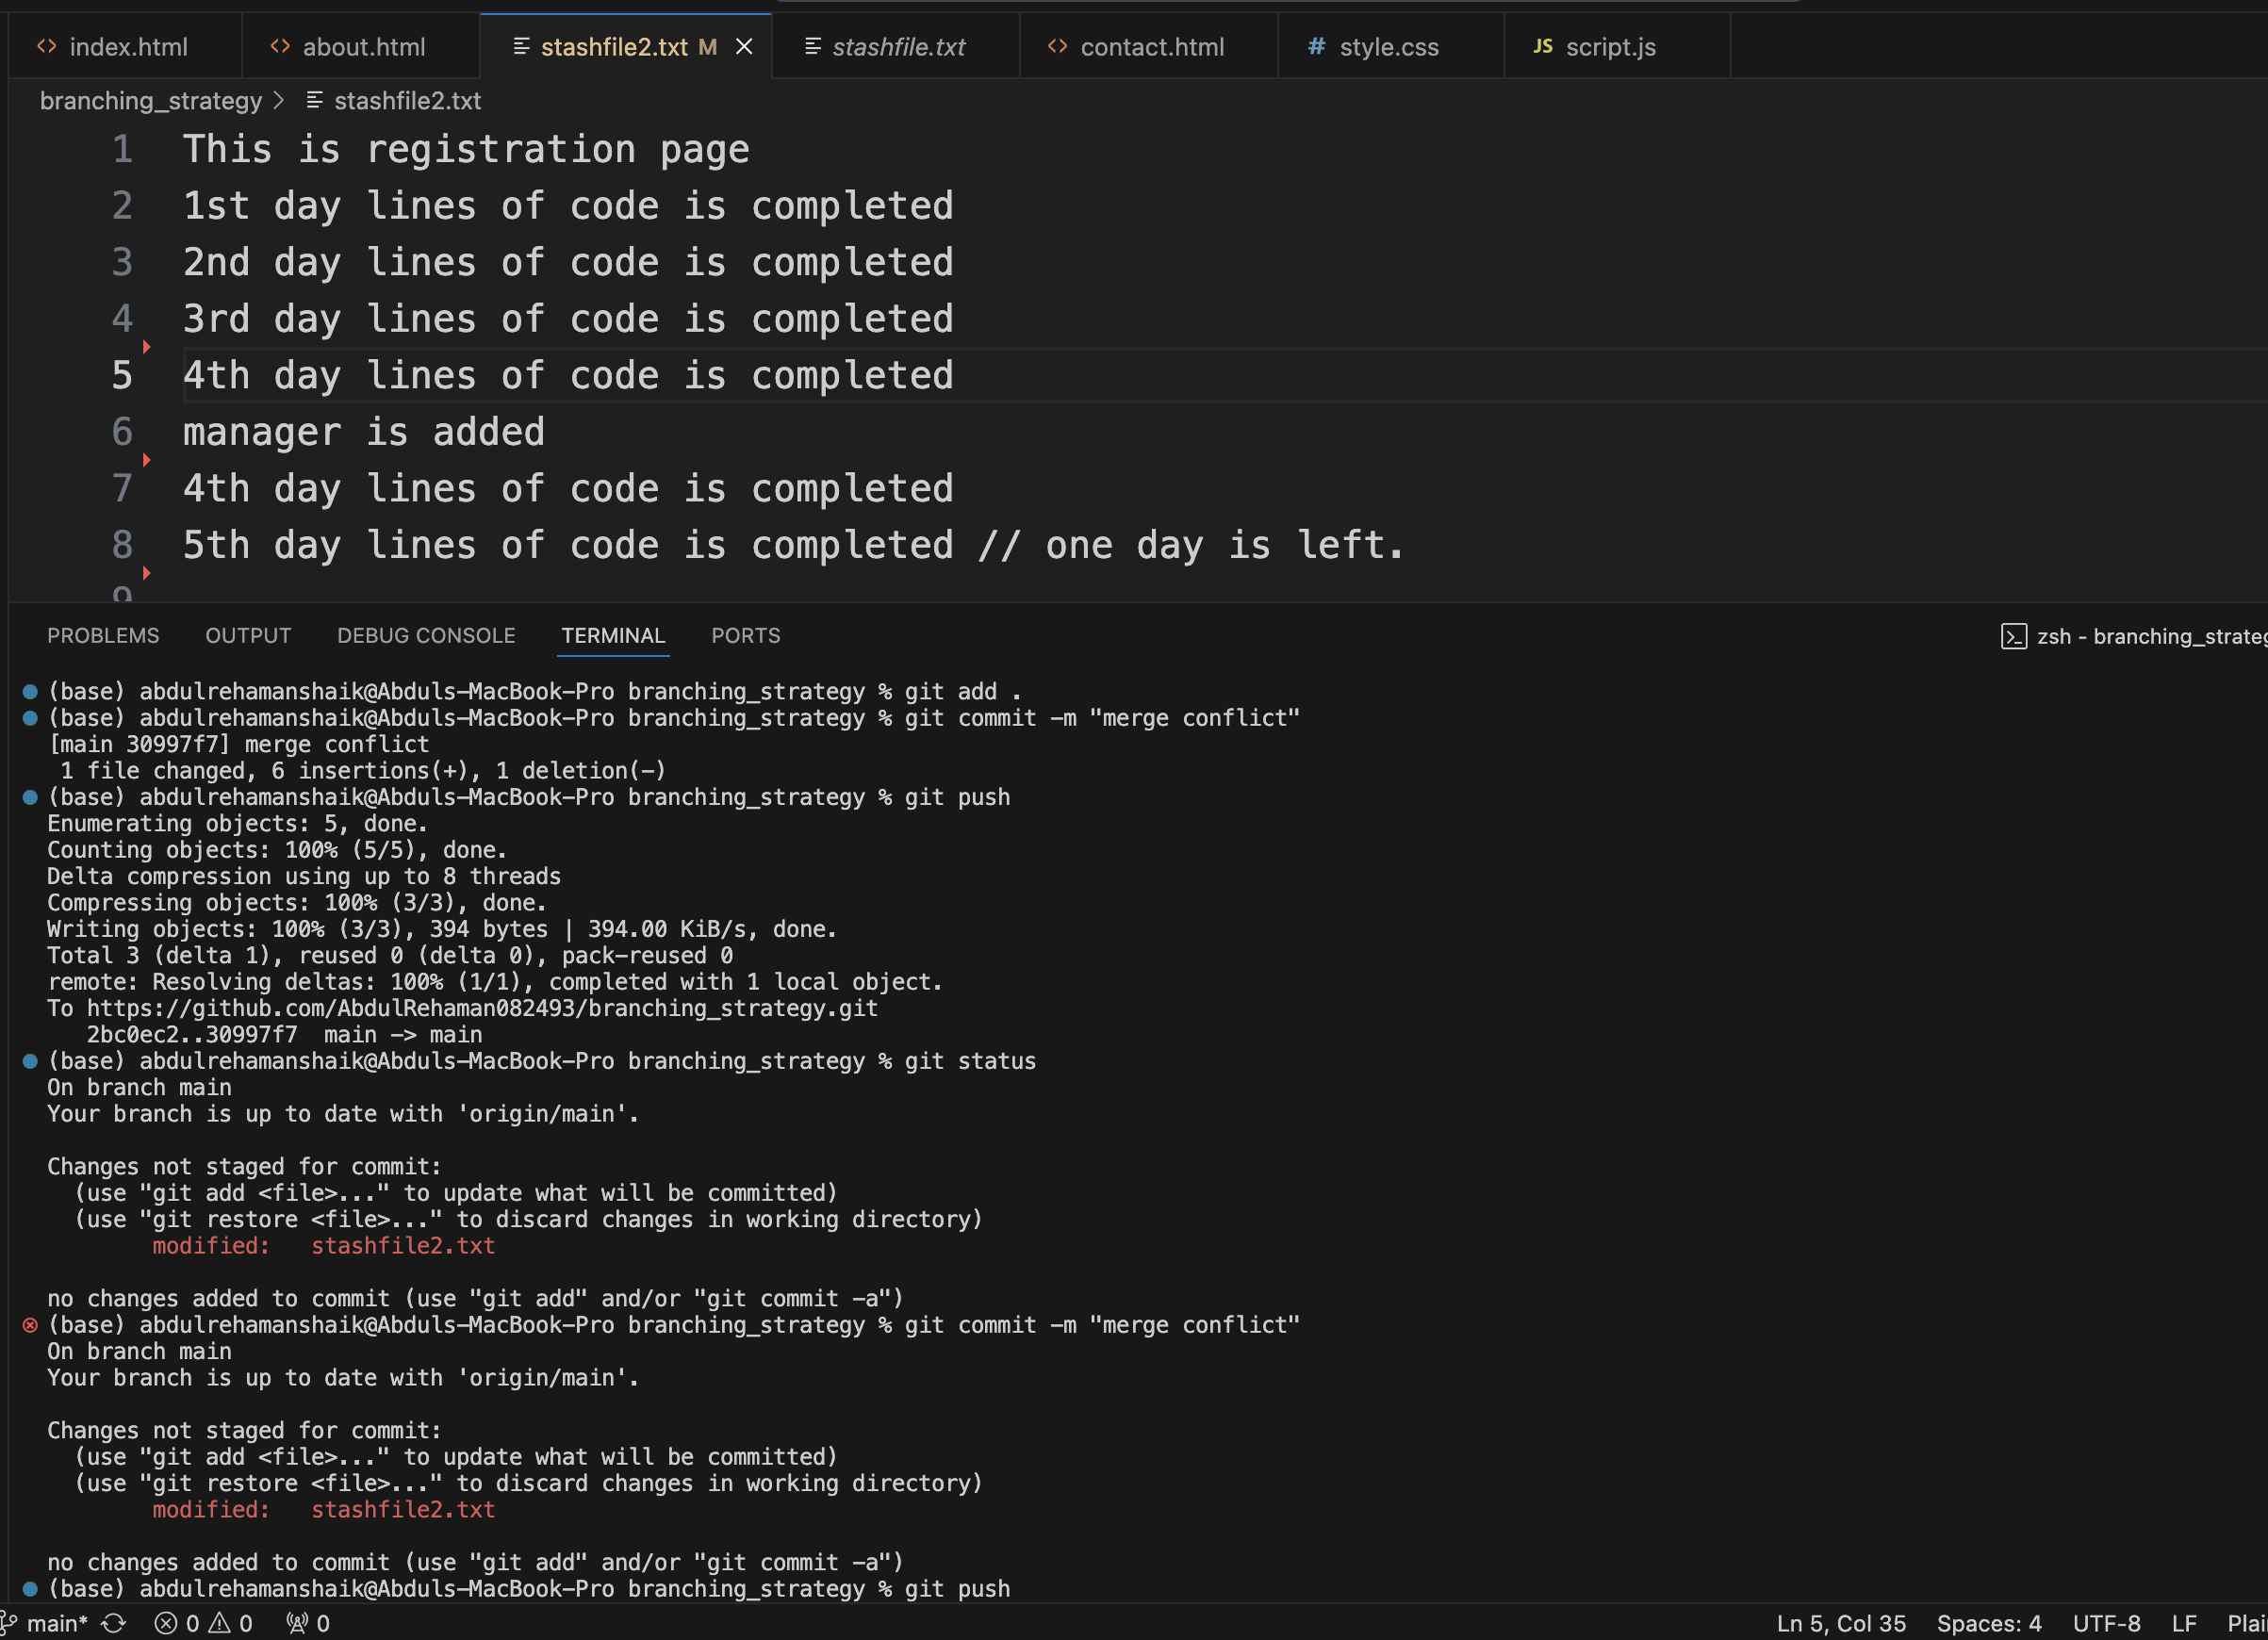 index.html about.html stashfile2.txt M stashfile.txt contact.html # style.css JS script.js
branching_strategy > stashfile2.txt
1 This is registration page
2 1st day lines of code is completed
3 2nd day lines of code is completed
4 3rd day lines of code is completed
5 4th day lines of code is completed
6 manager is added
7 4th day lines of code is completed
8 5th day lines of code is completed // one day is left.
9
PROBLEMS OUTPUT DEBUG CONSOLE TERMINAL PORTS zsh - branching_strateg
(base) abdulrehamanshaik@Abduls-MacBook-Pro branching_strategy % git add .
(base) abdulrehamanshaik@Abduls-MacBook-Pro branching_strategy % git commit -m "merge conflict"
[main 30997f7] merge conflict
1 file changed, 6 insertions(+), 1 deletion(-)
(base) abdulrehamanshaik@Abduls-MacBook-Pro branching_strategy % git push
Enumerating objects: 5, done.
Counting objects: 100% (5/5), done.
Delta compression using up to 8 threads
Compressing objects: 100% (3/3), done.
Writing objects: 100% (3/3), 394 bytes | 394.00 KiB/s, done.
Total 3 (delta 1), reused 0 (delta 0), pack-reused 0
remote: Resolving deltas: 100% (1/1), completed with 1 local object.
To https://github.com/AbdulRehaman082493/branching_strategy.git
2bc0ec2..30997f7 main -> main
(base) abdulrehamanshaik@Abduls-MacBook-Pro branching_strategy % git status
On branch main
Your branch is up to date with 'origin/main'.
Changes not staged for commit:
(use "git add <file>..." to update what will be committed)
(use "git restore <file>..." to discard changes in working directory)
modified: stashfile2.txt
no changes added to commit (use "git add" and/or "git commit -a")
(base) abdulrehamanshaik@Abduls-MacBook-Pro branching_strategy % git commit -m "merge conflict"
On branch main
Your branch is up to date with 'origin/main'.
Changes not staged for commit:
(use "git add <file>..." to update what will be committed)
(use "git restore <file>..." to discard changes in working directory)
modified: stashfile2.txt
no changes added to commit (use "git add" and/or "git commit -a")
(base) abdulrehamanshaik@Abduls-MacBook-Pro branching_strategy % git push
main* 0 0 0 Ln 5, Col 35 Spaces: 4 UTF-8 LF Plai